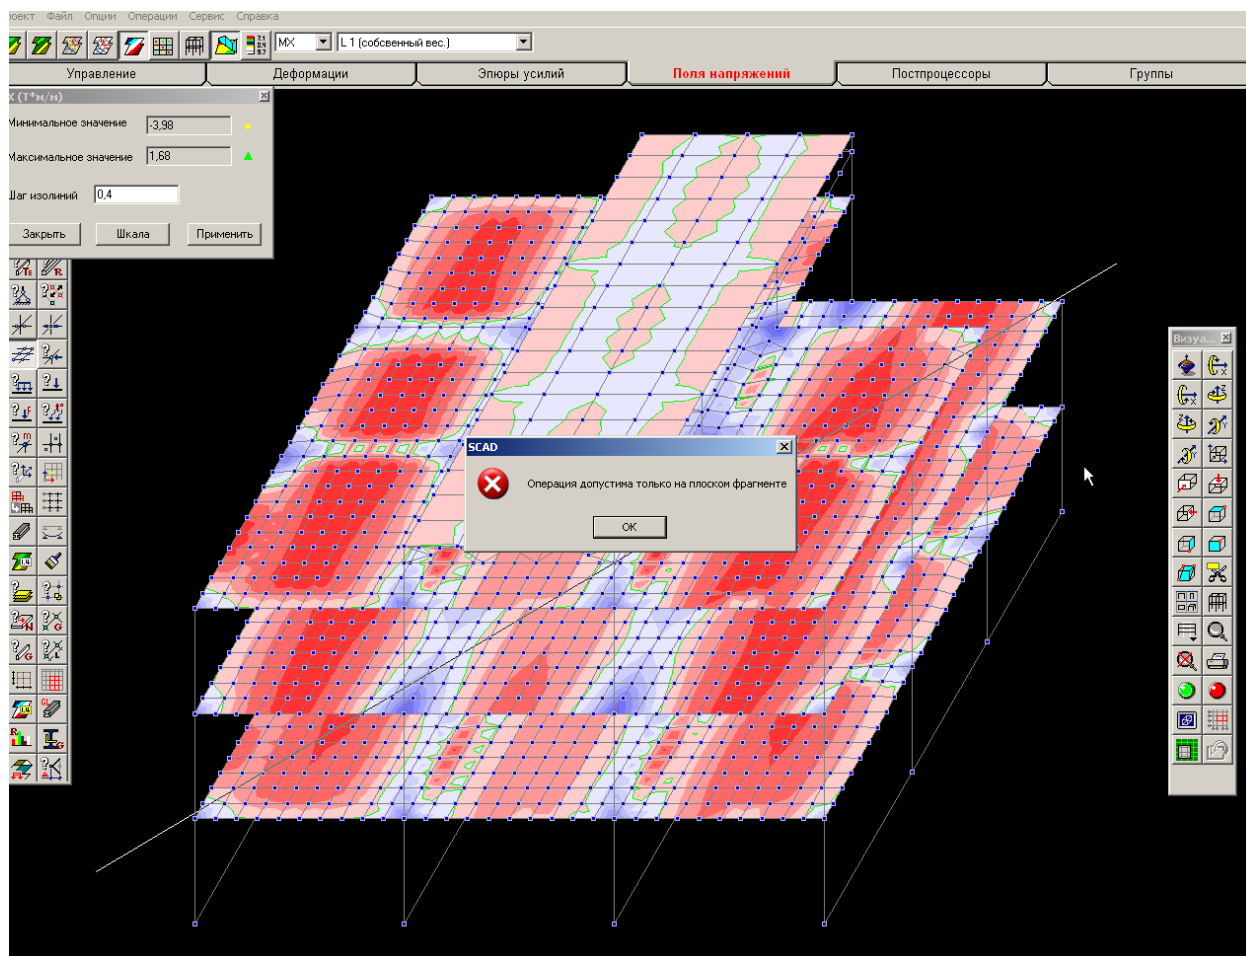 роект Файл Опции Операции Сервис Справка
MX L 1 (собсвенный вес.)
Управление Деформации Эпюры усилий Поля напряжений Постпроцессоры Группы
X (Т*м/м)
Минимальное значение -3,98
Максимальное значение 1,68
Шаг изолиний 0,4
Закрыть Шкала Применить
Визуа...
SCAD
Операция допустима только на плоском фрагменте
OK